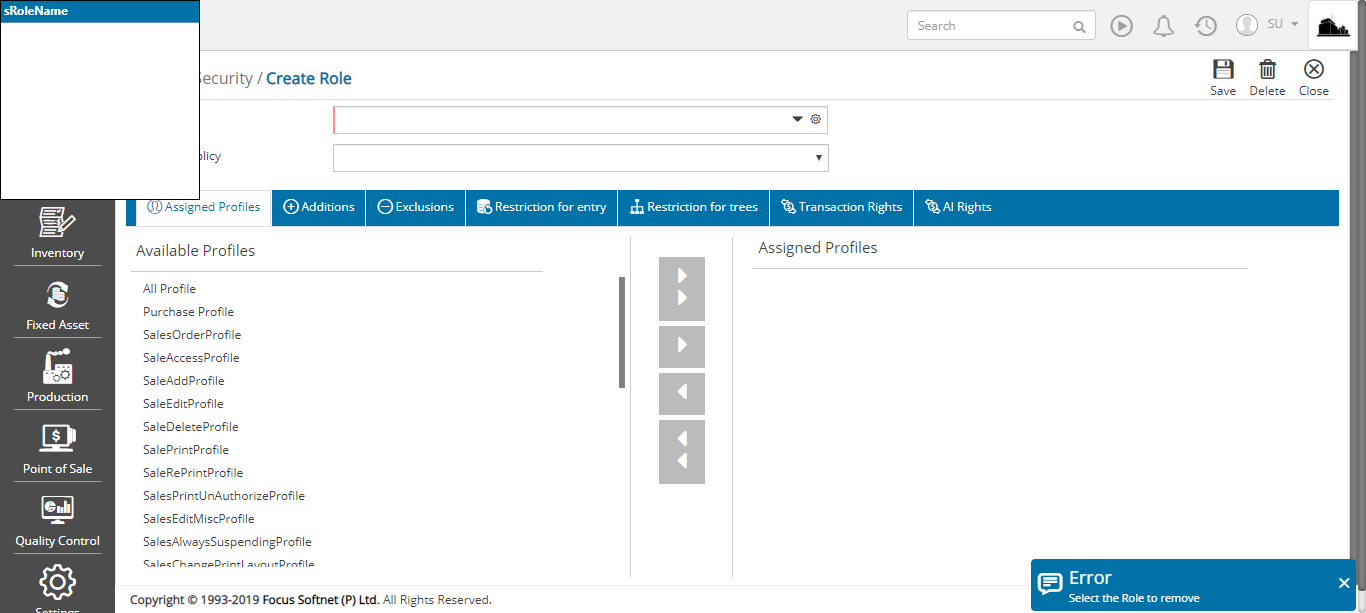 sRoleName
Search
SU
Security / Create Role
Save
Delete
Close
olicy
Assigned Profiles
Additions
Exclusions
Restriction for entry
Restriction for trees
Transaction Rights
AI Rights
Inventory
Fixed Asset
Production
Point of Sale
Quality Control
Settings
Available Profiles
All Profile
Purchase Profile
SalesOrderProfile
SaleAccessProfile
SaleAddProfile
SaleEditProfile
SaleDeleteProfile
SalePrintProfile
SaleRePrintProfile
SalesPrintUnAuthorizeProfile
SalesEditMiscProfile
SalesAlwaysSuspendingProfile
SalesChangePrintLayoutProfile
Assigned Profiles
Error
Select the Role to remove
Copyright © 1993-2019 Focus Softnet (P) Ltd. All Rights Reserved.